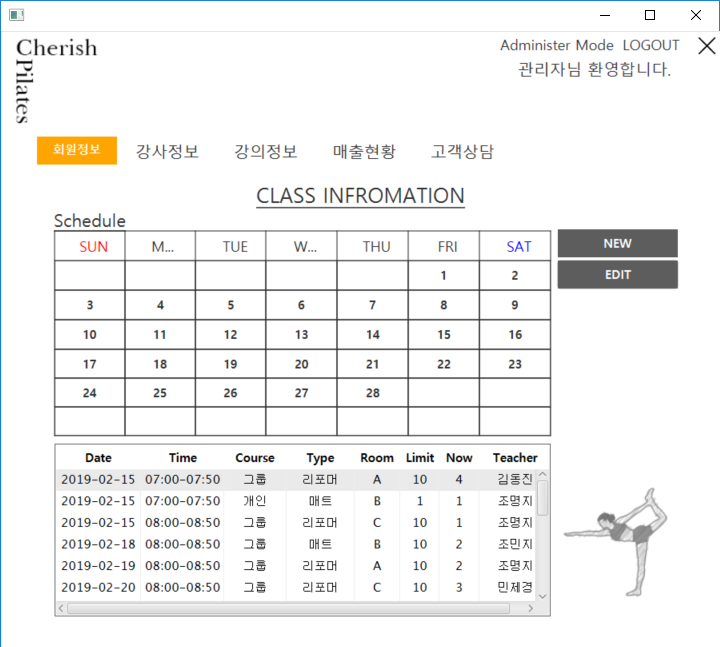 Cherish
Pilates
Administer Mode LOGOUT
관리자님 환영합니다.
회원정보 강사정보 강의정보 매출현황 고객상담
CLASS INFROMATION
Schedule
SUN M... TUE W... THU FRI SAT
1 2
3 4 5 6 7 8 9
10 11 12 13 14 15 16
17 18 19 20 21 22 23
24 25 26 27 28
NEW
EDIT
Date Time Course Type Room Limit Now Teacher
2019-02-15 07:00-07:50 그룹 리포머 A 10 4 김동진
2019-02-15 07:00-07:50 개인 매트 B 1 1 조명지
2019-02-15 08:00-08:50 그룹 리포머 C 10 1 조명지
2019-02-18 08:00-08:50 그룹 매트 B 10 2 조민지
2019-02-19 08:00-08:50 그룹 리포머 A 10 2 조명지
2019-02-20 08:00-08:50 그룹 리포머 C 10 3 민제경